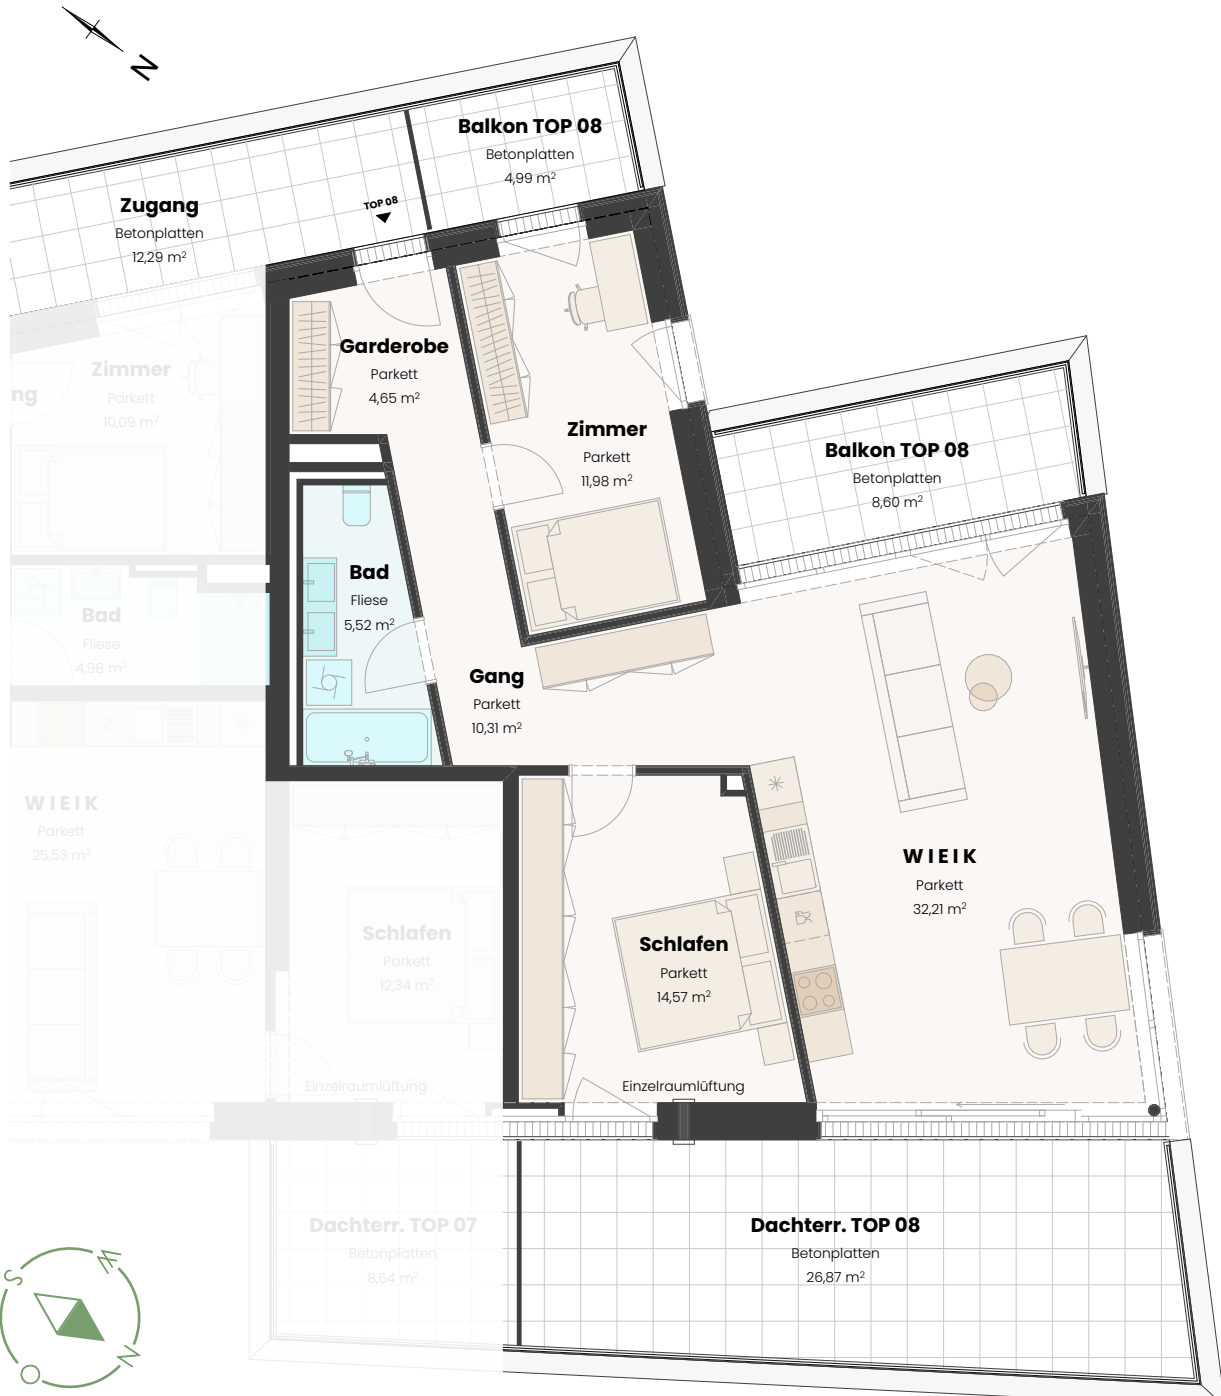 N
Balkon TOP 08
Betonplatten
4,99 m²
Zugang
Betonplatten
12,29 m²
TOP 08
Garderobe
Parkett
4,65 m²
Zimmer
Parkett
10,09 m²
ng
Zimmer
Parkett
11,98 m²
Balkon TOP 08
Betonplatten
8,60 m²
Bad
Fliese
5,52 m²
Bad
Fliese
4,98 m²
Gang
Parkett
10,31 m²
WIEIK
Parkett
25,53 m²
WIEIK
Parkett
32,21 m²
Schlafen
Parkett
12,34 m²
Schlafen
Parkett
14,57 m²
Einzelraumlüftung
Einzelraumlüftung
Dachterr. TOP 07
Betonplatten
8,64 m²
Dachterr. TOP 08
Betonplatten
26,87 m²
S
W
O
N